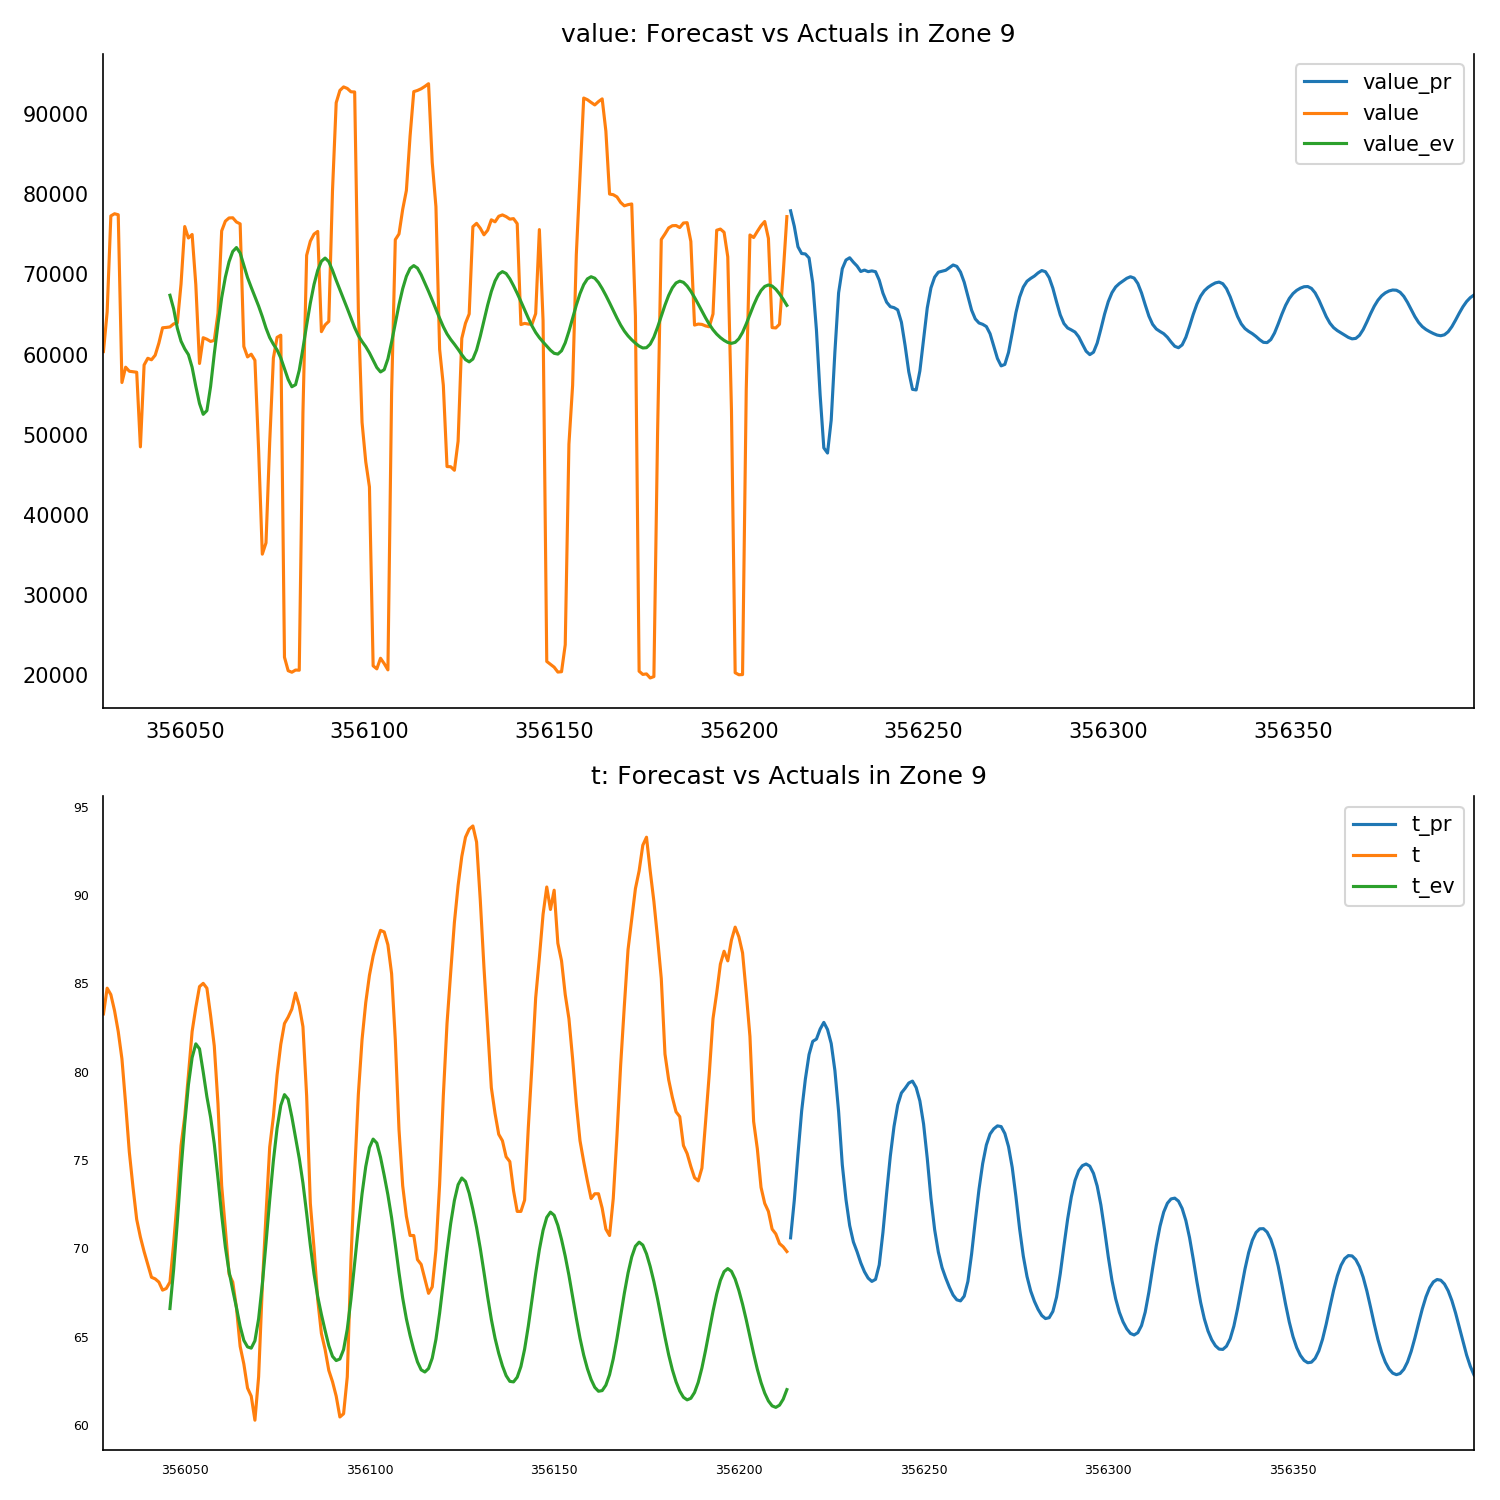 value: Forecast vs Actuals in Zone 9
value_pr
value
value_ev
90000
80000
70000
60000
50000
40000
30000
20000
356050 356100 356150 356200 356250 356300 356350
t: Forecast vs Actuals in Zone 9
t_pr
t
t_ev
95
90
85
80
75
70
65
60
356050 356100 356150 356200 356250 356300 356350